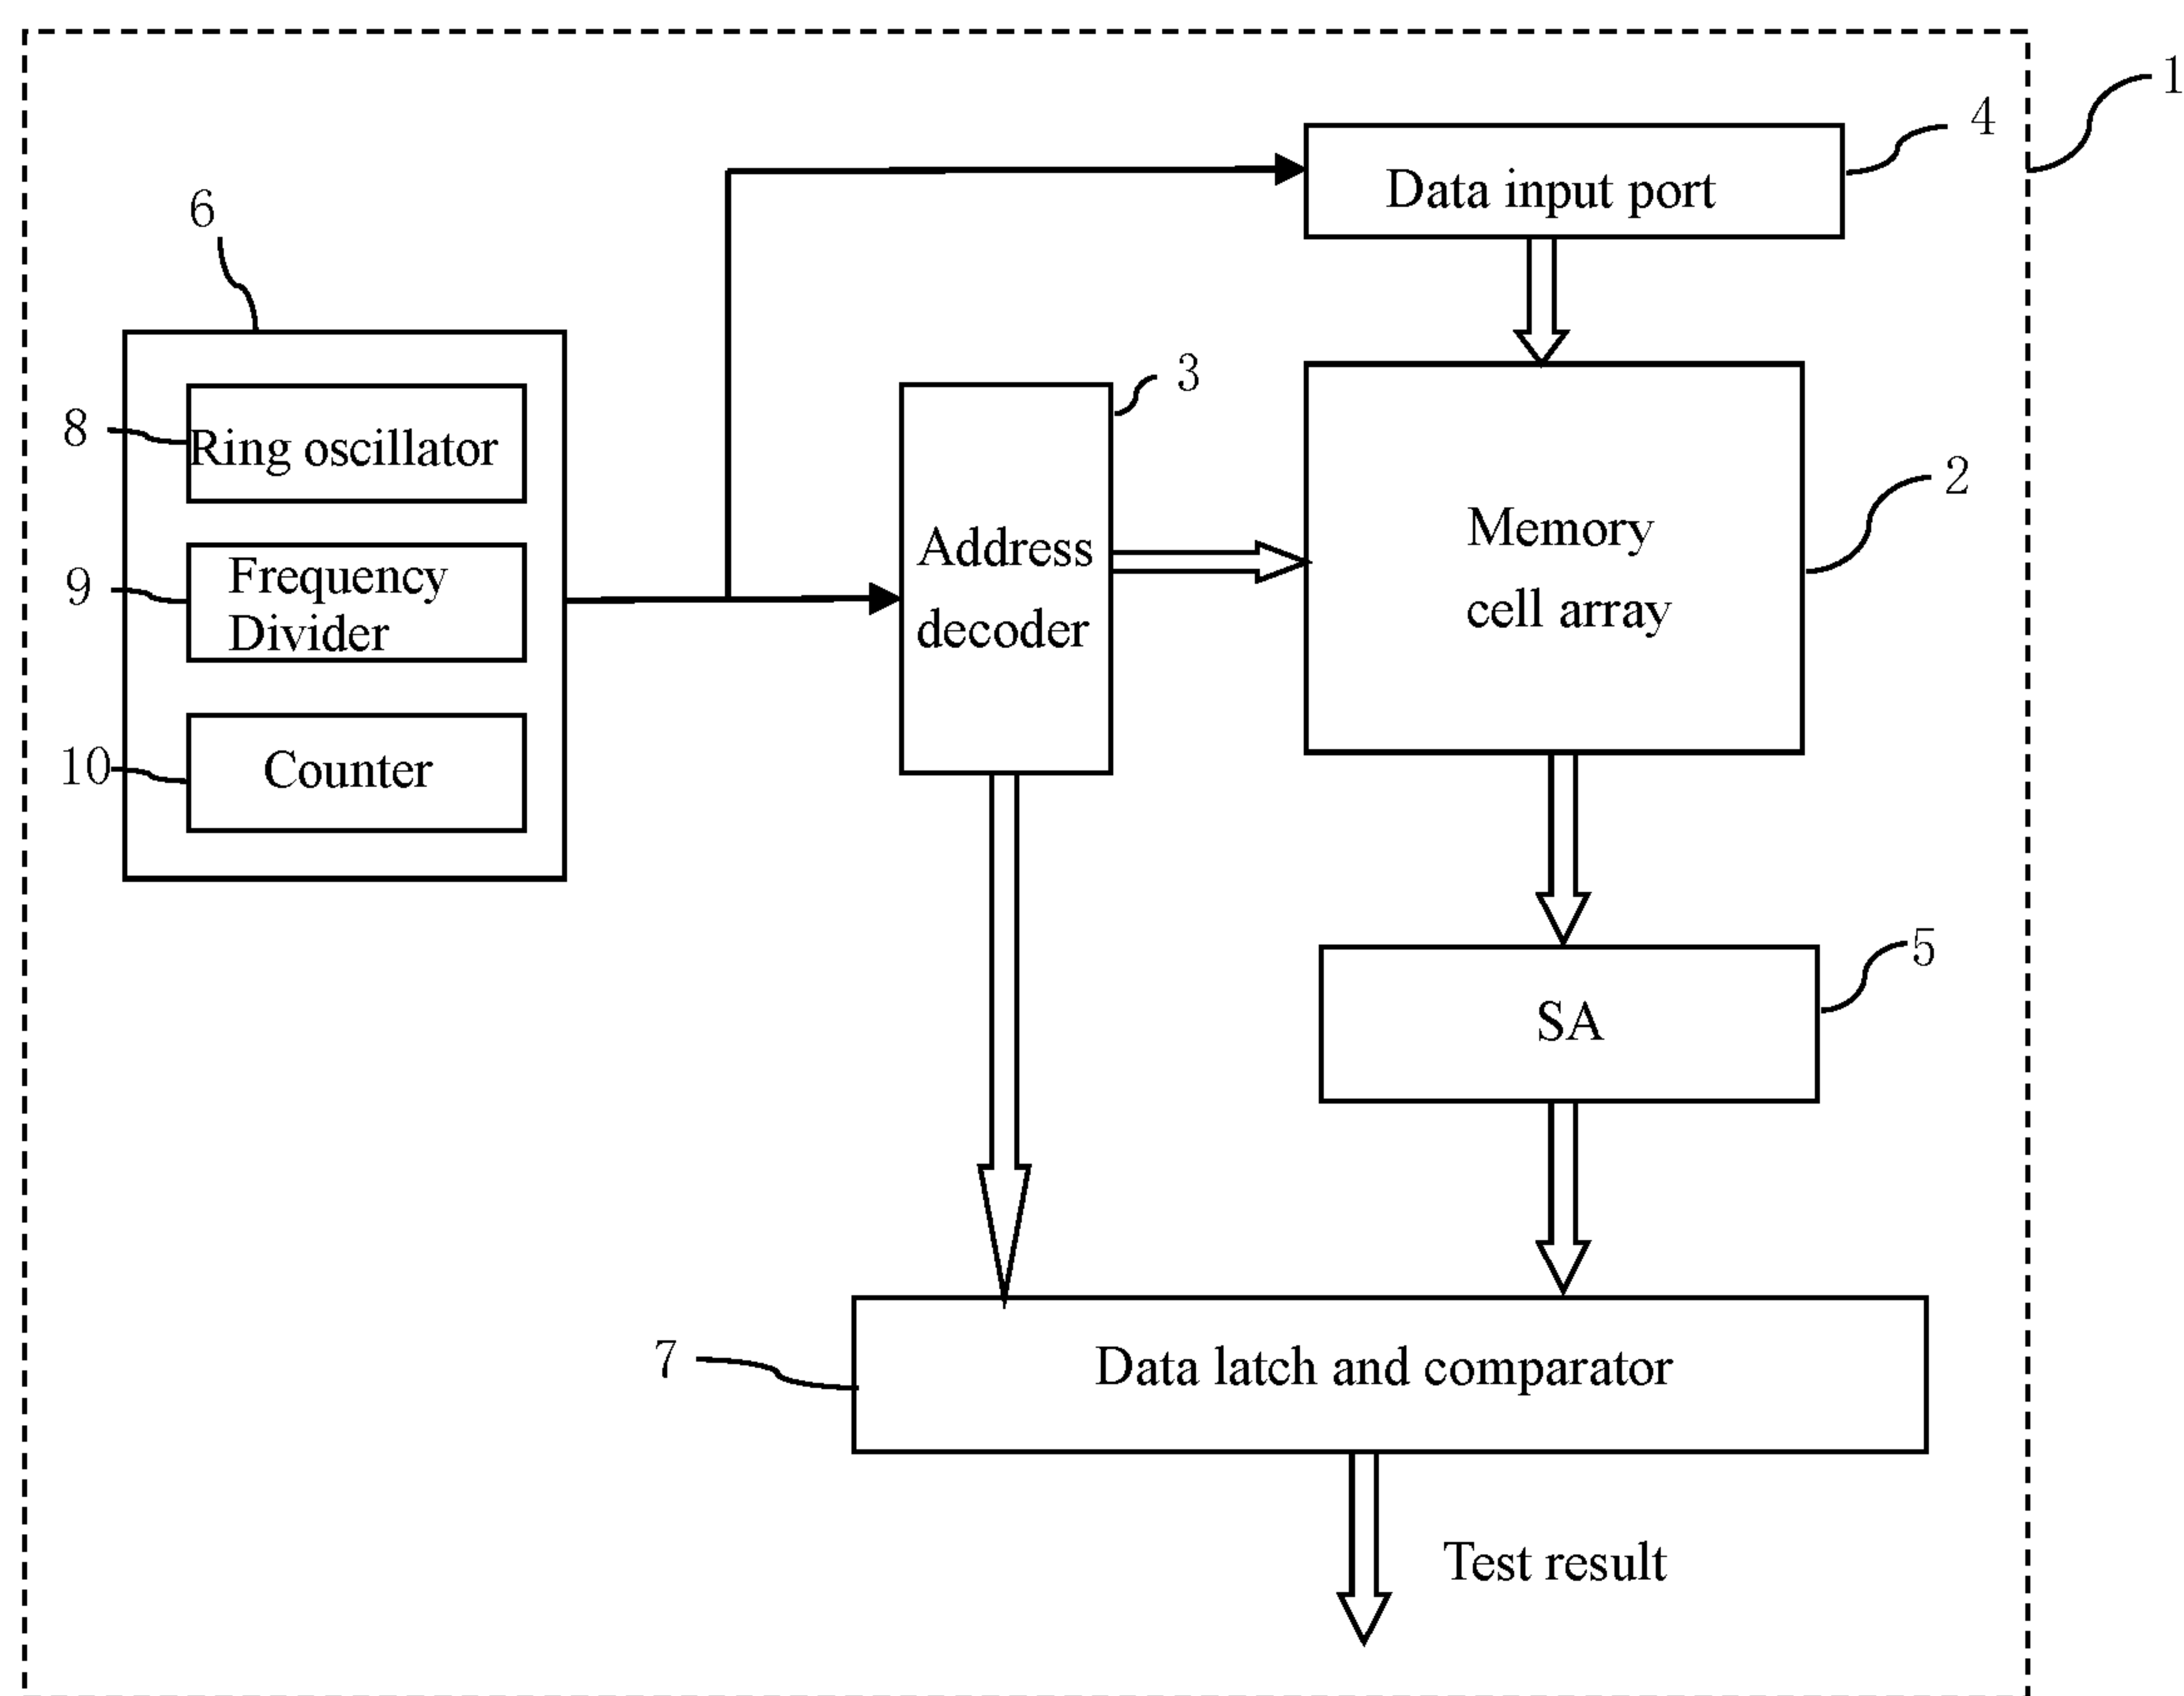 1
4
Data input port
6
3
8
Ring oscillator
2
Memory
cell array
Address
decoder
9
Frequency
Divider
10
Counter
5
SA
7
Data latch and comparator
Test result